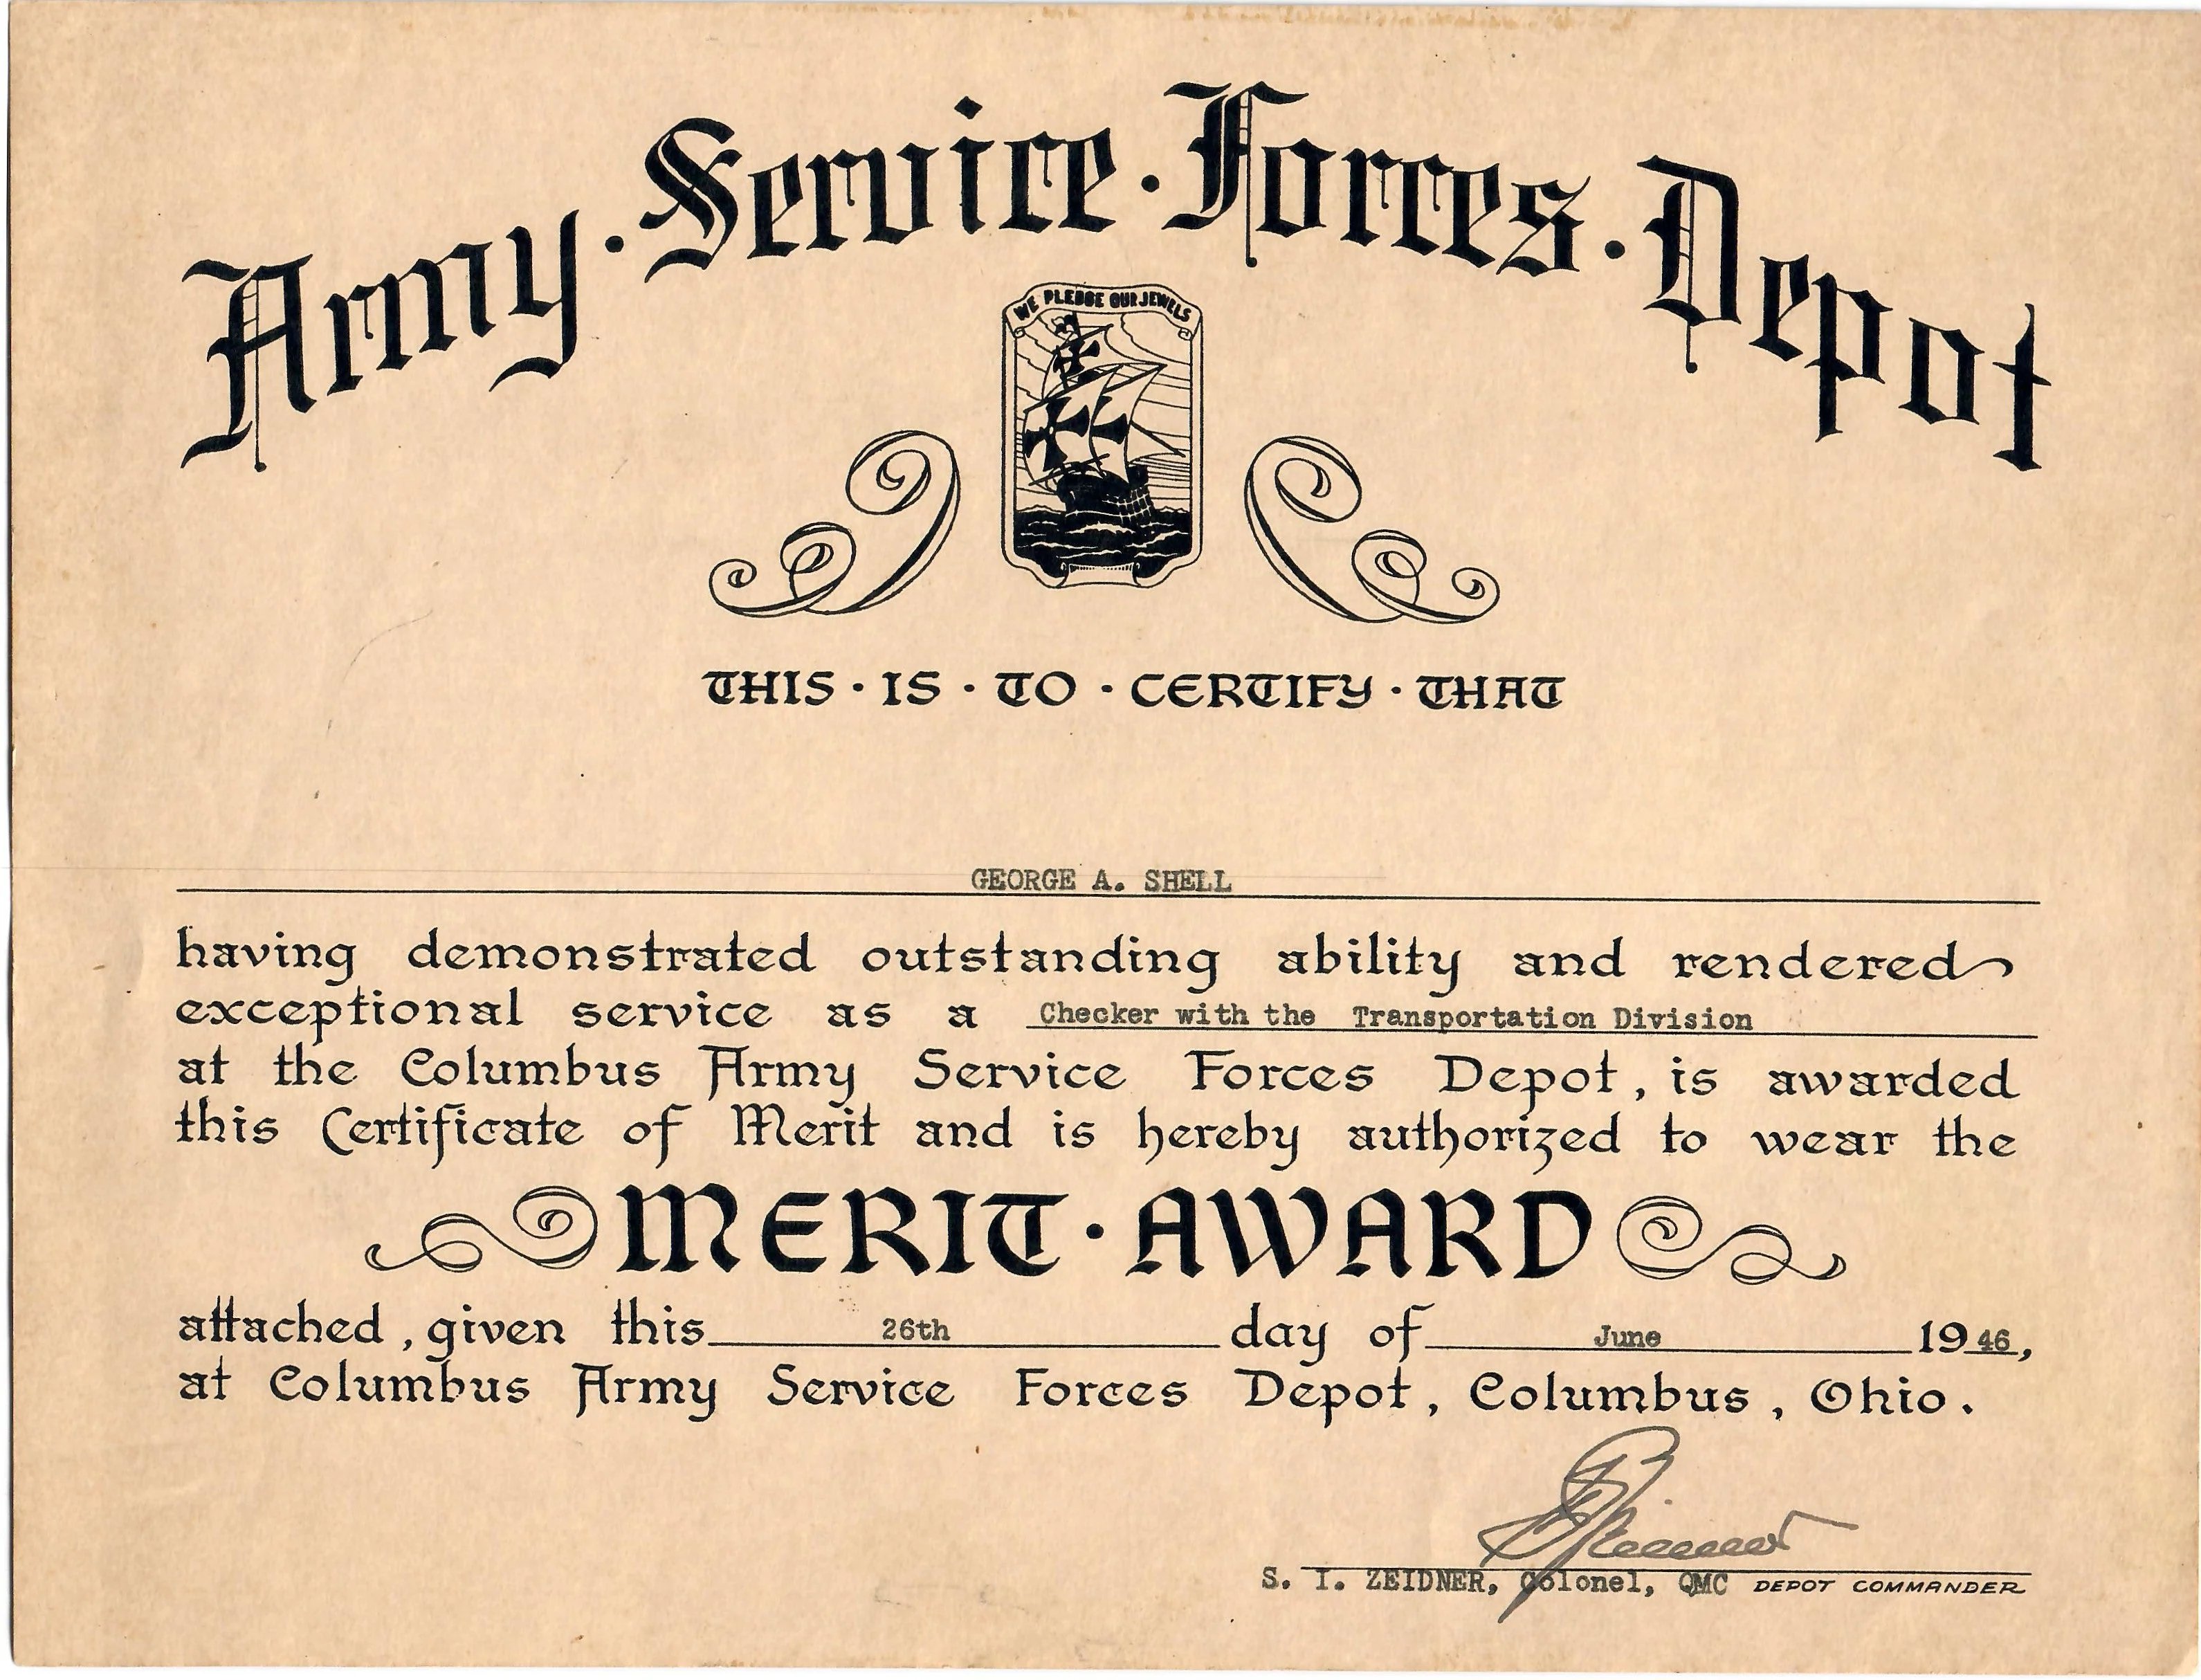 Army · Service · Forces · Depot
WE PLEDGE OUR JEWELS
THIS · IS · TO · CERTIFY · THAT
GEORGE A. SHELL
having demonstrated outstanding ability and rendered
exceptional service as a Checker with the Transportation Division
at the Columbus Army Service Forces Depot, is awarded
this Certificate of Merit and is hereby authorized to wear the
MERIT · AWARD
attached, given this 26th day of June 1946,
at Columbus Army Service Forces Depot, Columbus, Ohio.
S. I. ZEIDNER, Colonel, QMC DEPOT COMMANDER